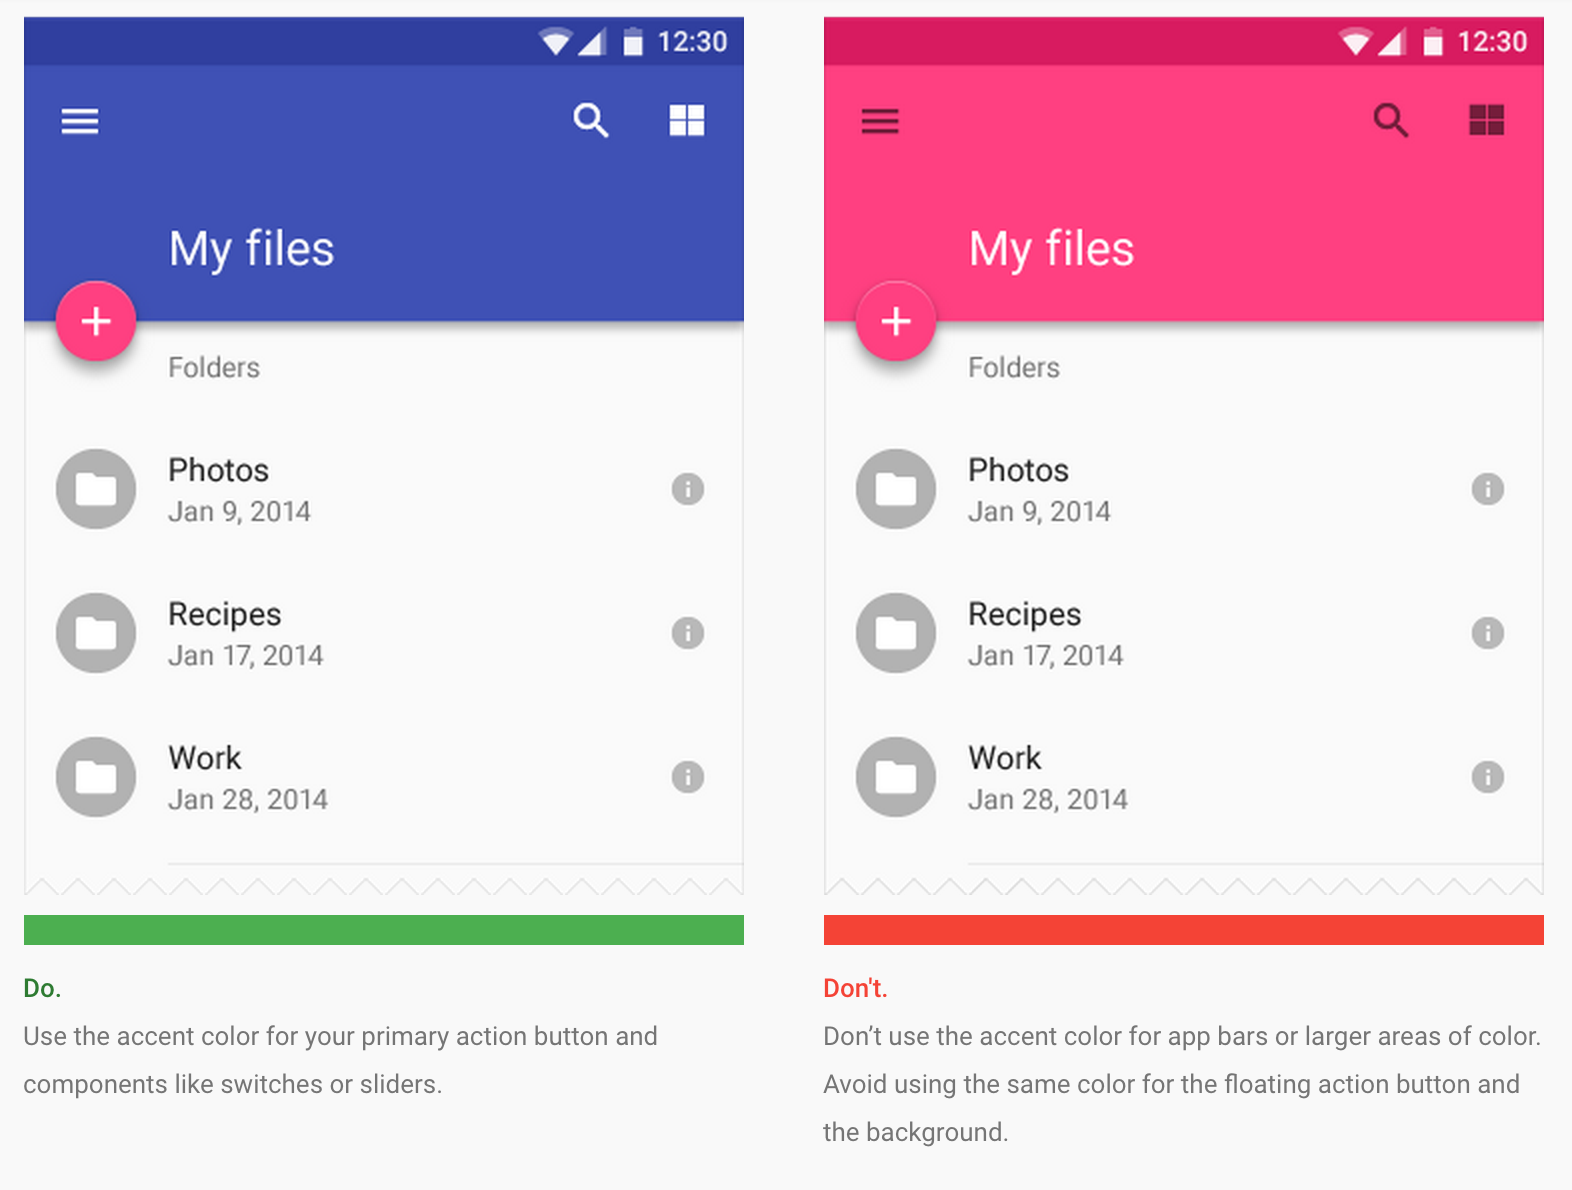 12:30
My files
Folders
Photos
Jan 9, 2014
Recipes
Jan 17, 2014
Work
Jan 28, 2014
Do.
Use the accent color for your primary action button and
components like switches or sliders.
12:30
My files
Folders
Photos
Jan 9, 2014
Recipes
Jan 17, 2014
Work
Jan 28, 2014
Don't.
Don’t use the accent color for app bars or larger areas of color.
Avoid using the same color for the floating action button and
the background.